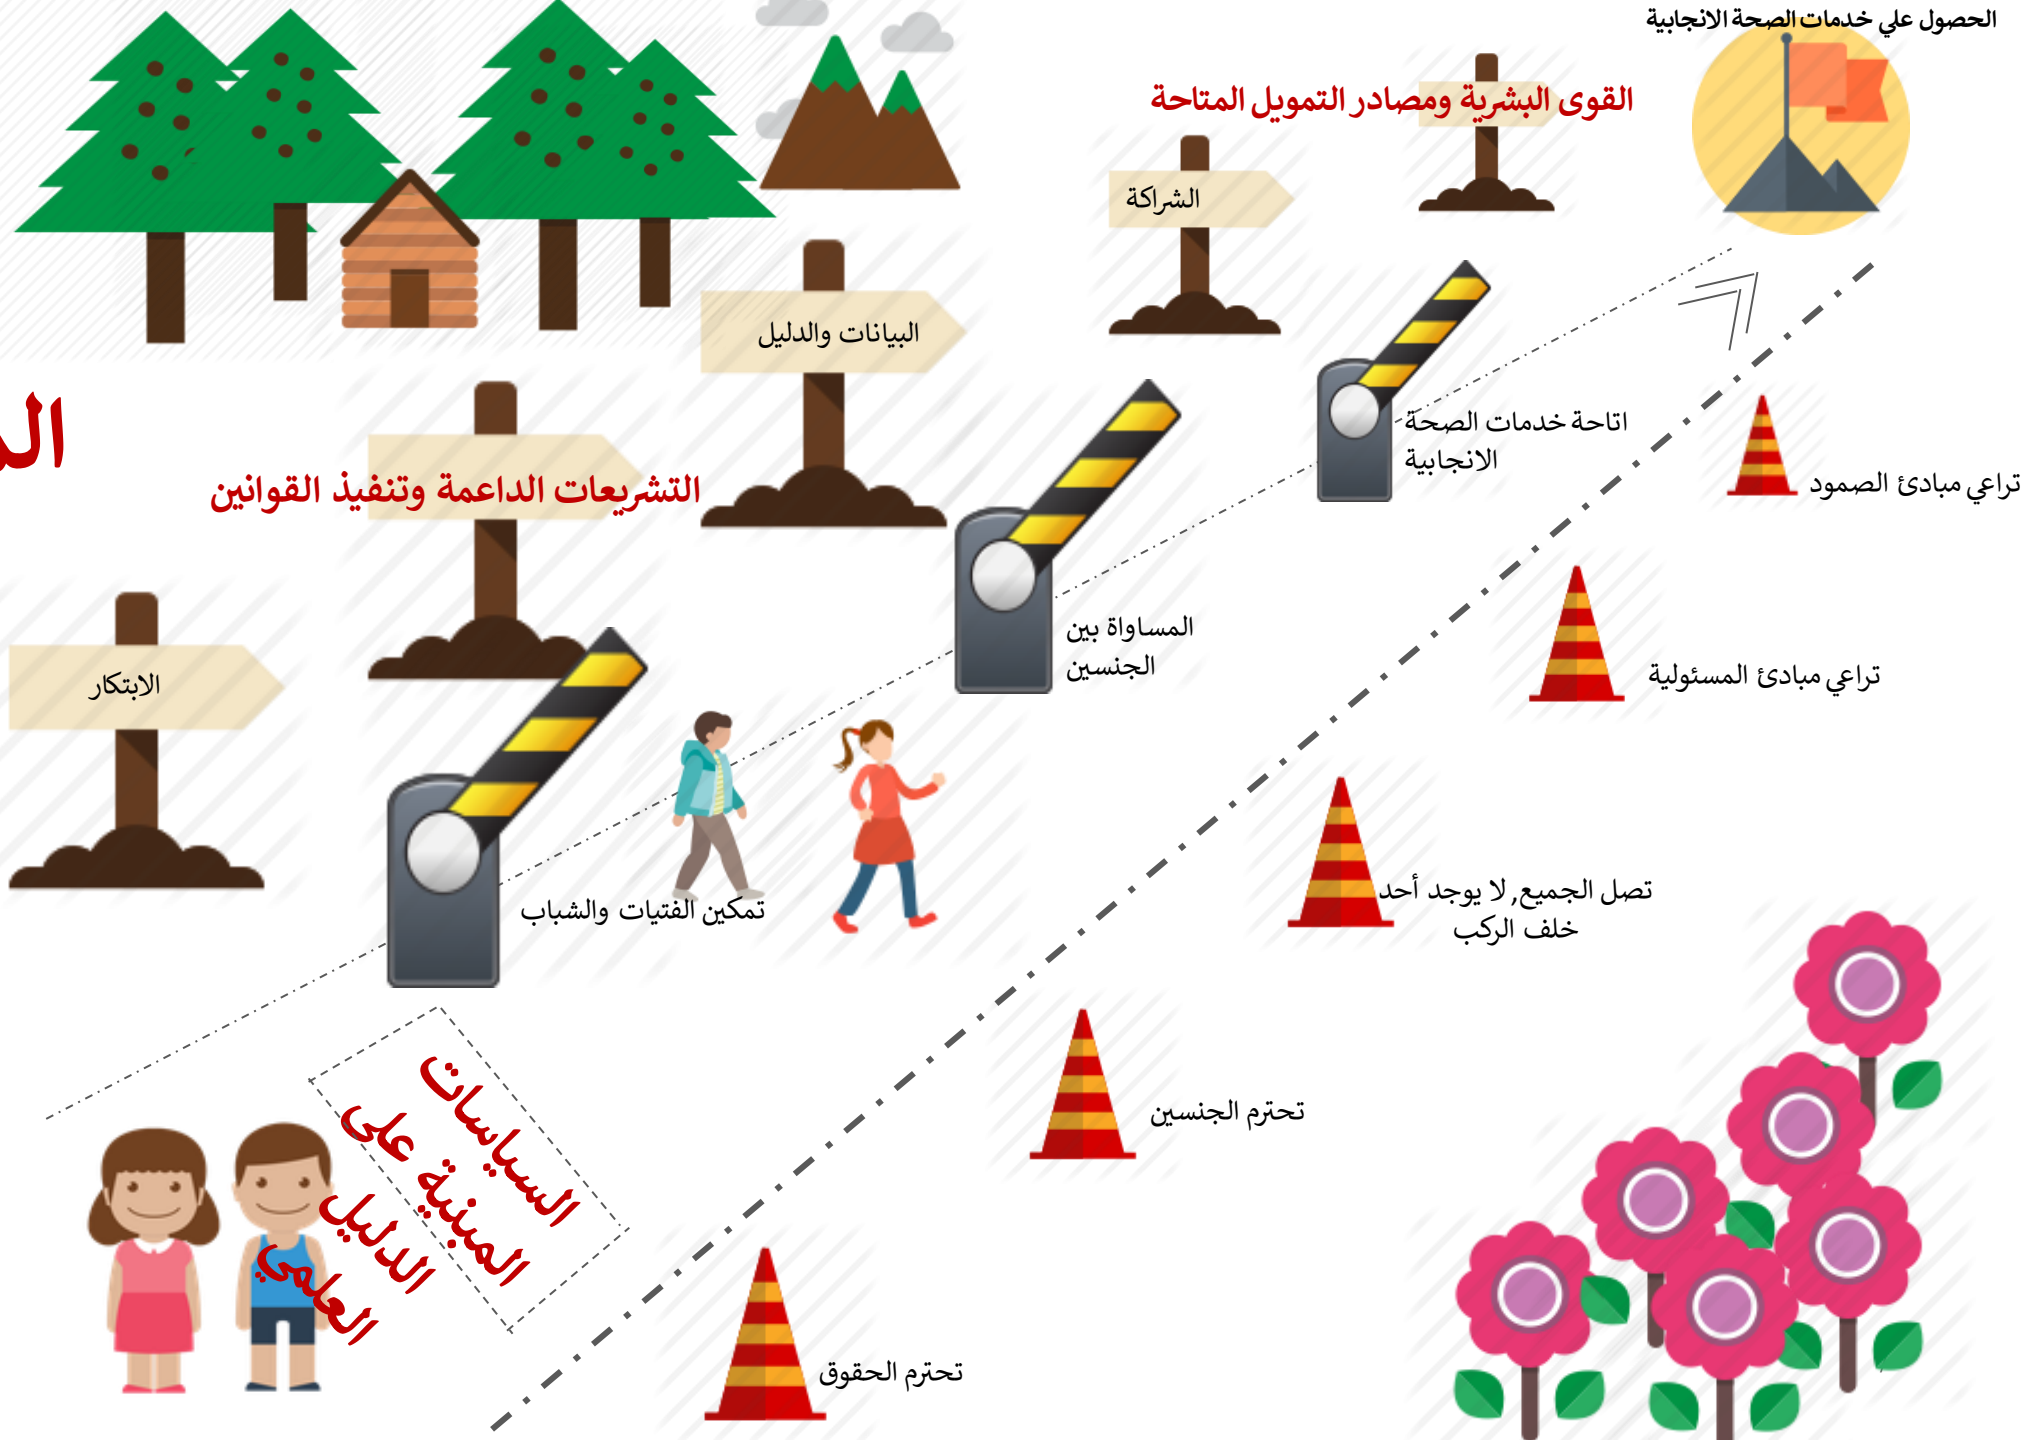 الحصول علي خدمات الصحة الانجابية
القوى البشرية ومصادر التمويل المتاحة
الشراكة
البيانات والدليل
اتاحة خدمات الصحة
الانجابية
تراعي مبادئ الصمود
التشريعات الداعمة وتنفيذ القوانين
المساواة بين
الجنسين
تراعي مبادئ المسئولية
الابتكار
تمكين الفتيات والشباب
تصل الجميع, لا يوجد أحد
خلف الركب
السياسات
المبنية على
الدليل
العلمي
تحترم الجنسين
تحترم الحقوق